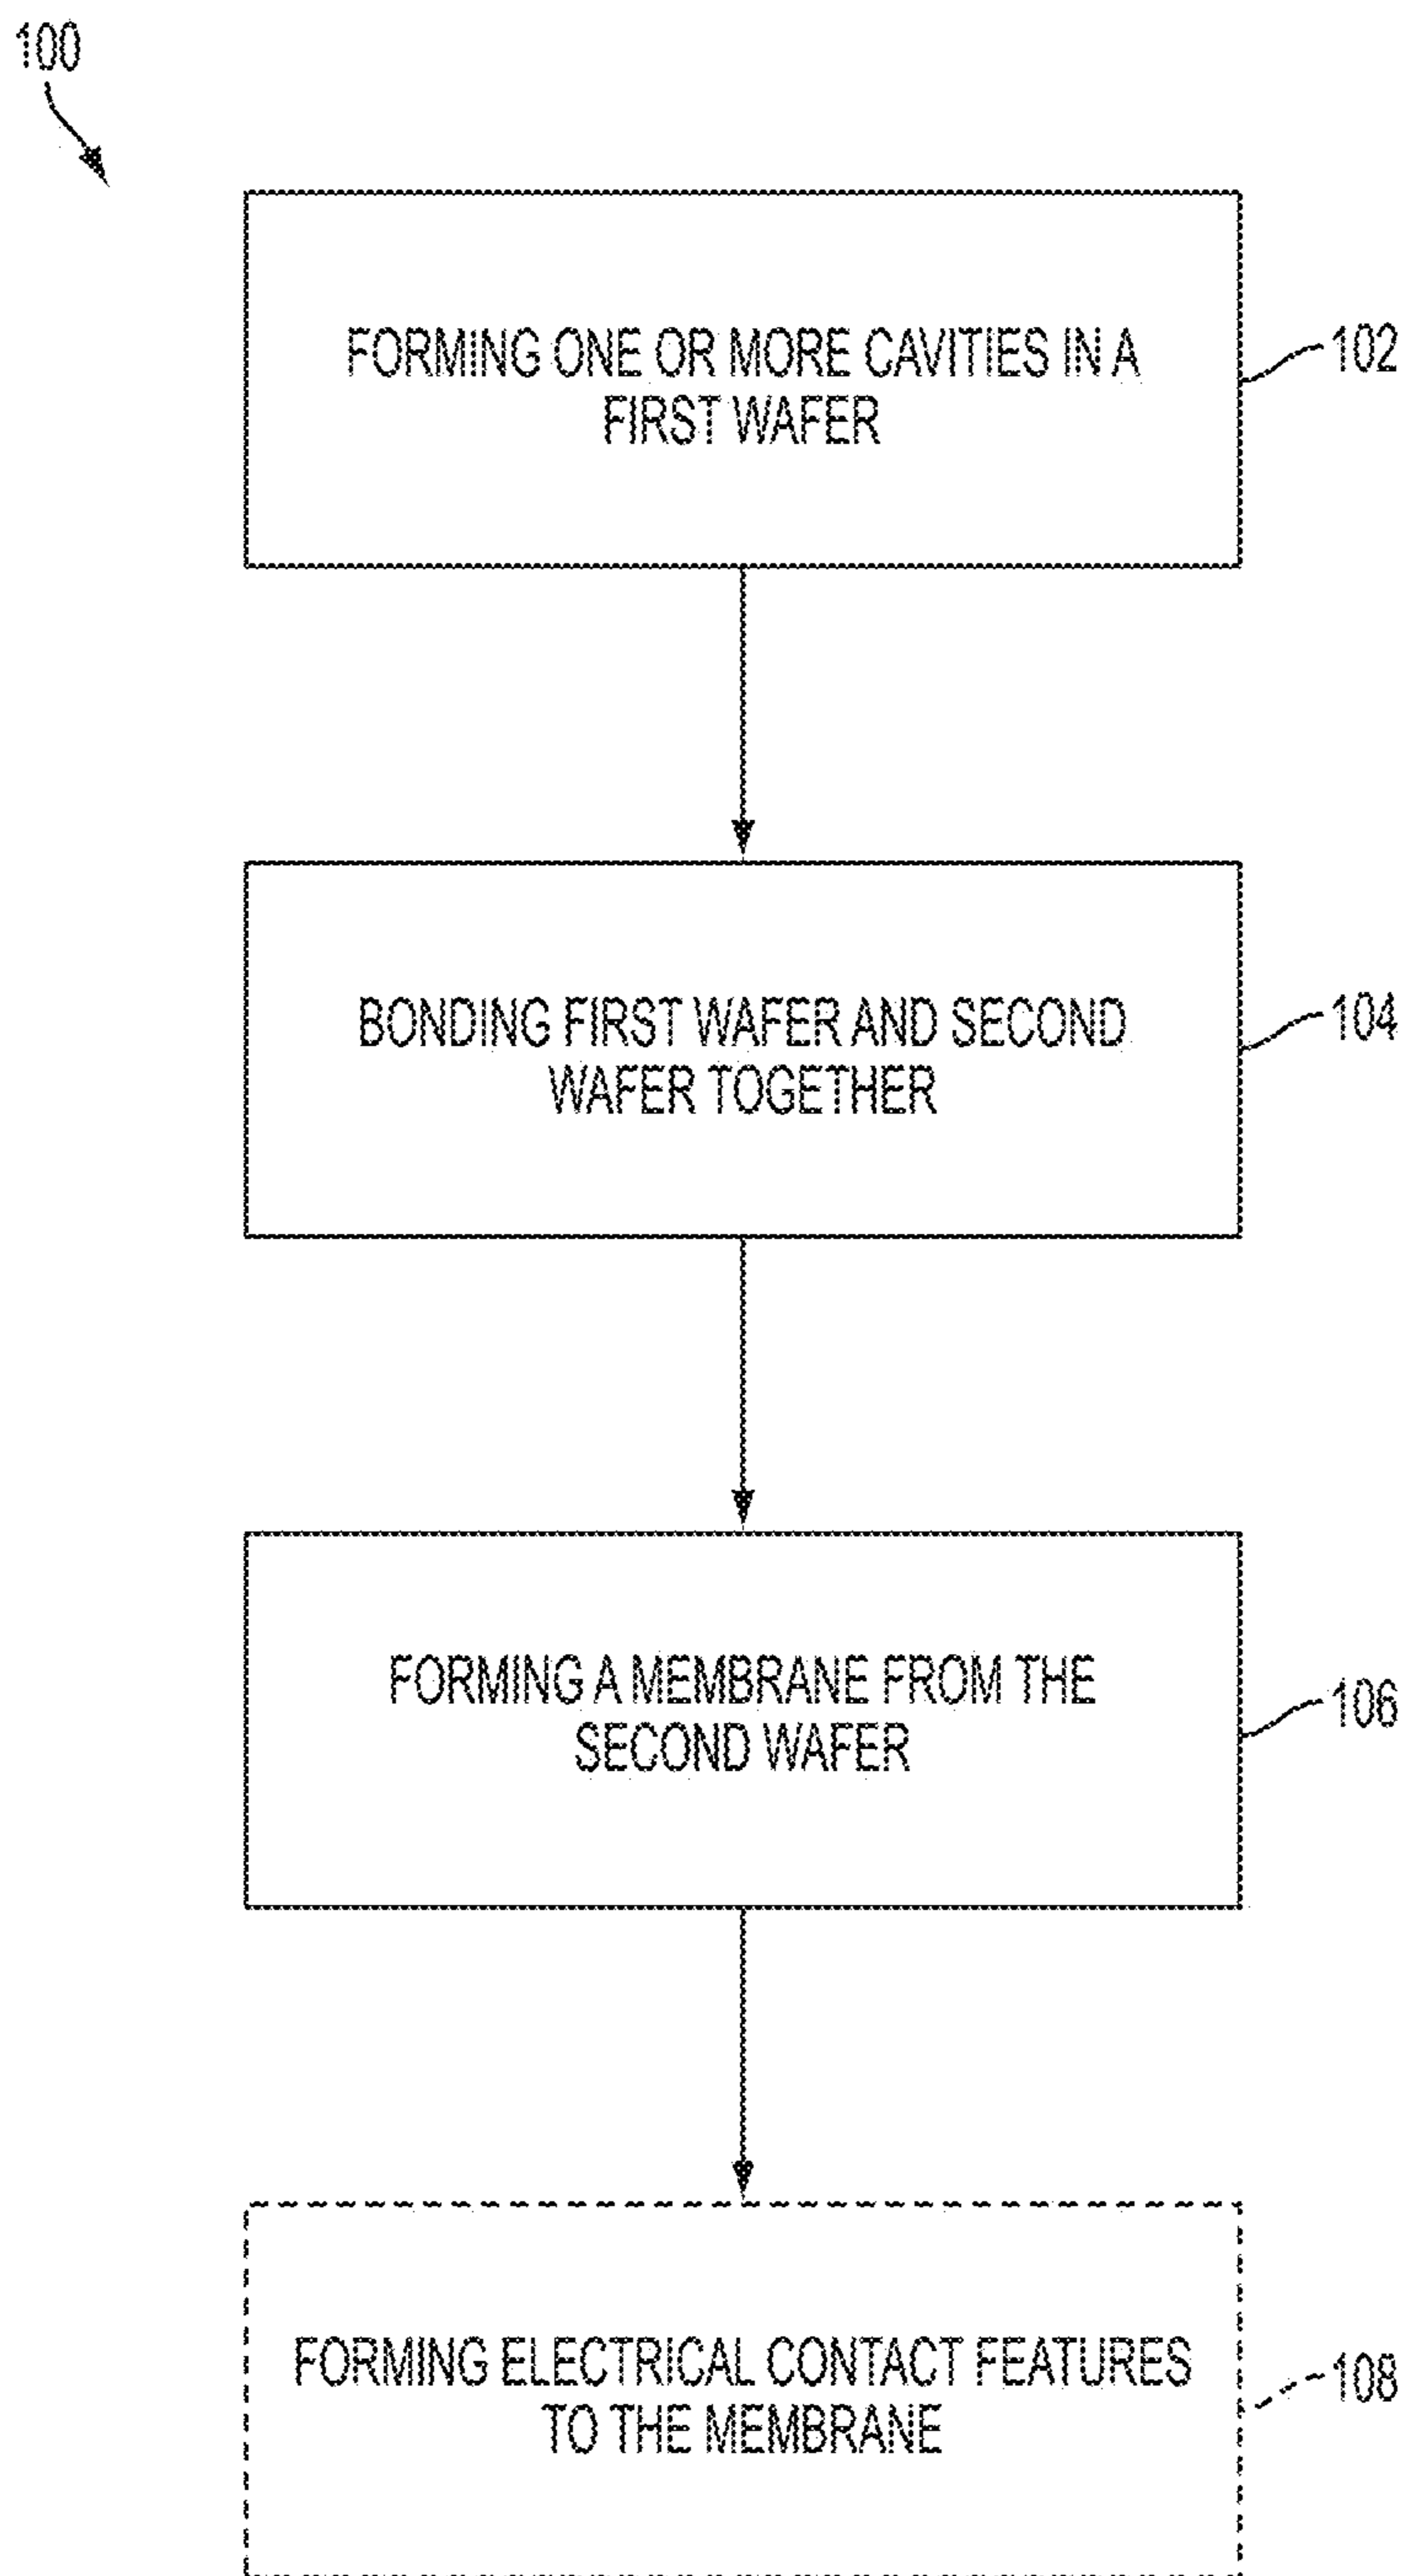 100
FORMING ONE OR MORE CAVITIES IN A
FIRST WAFER
102
BONDING FIRST WAFER AND SECOND
WAFER TOGETHER
104
FORMING A MEMBRANE FROM THE
SECOND WAFER
106
FORMING ELECTRICAL CONTACT FEATURES
TO THE MEMBRANE
108